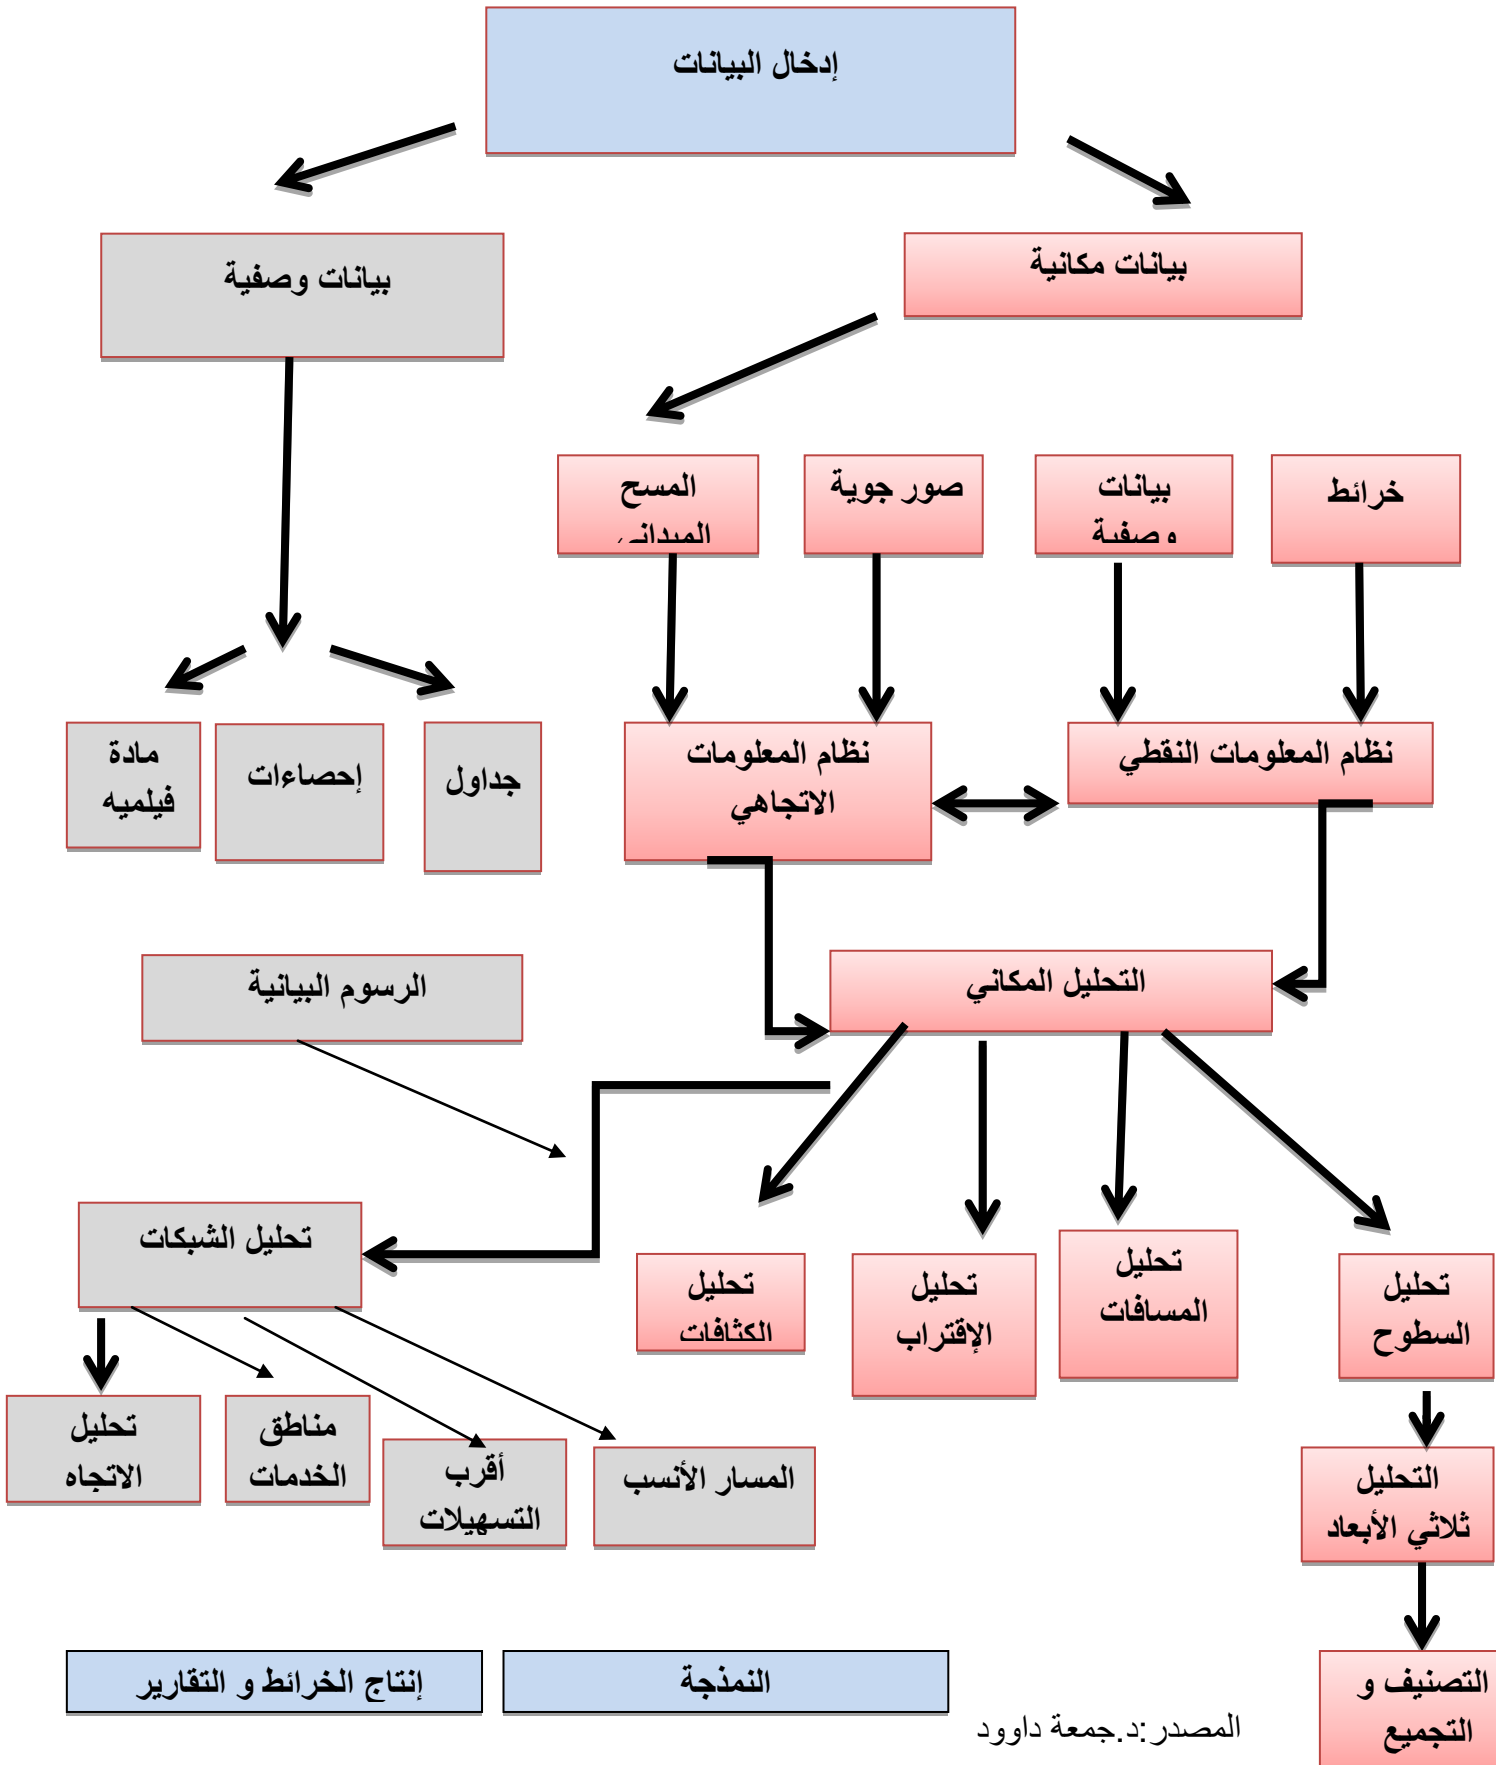 إدخال البيانات
بيانات مكانية
بيانات وصفية
خرائط
بيانات
وصفية
صور جوية
المسح
الميداني
نظام المعلومات النقطي
نظام المعلومات
الاتجاهي
جداول
إحصاءات
مادة
فيلميه
التحليل المكاني
الرسوم البيانية
تحليل الشبكات
تحليل
السطوح
تحليل
المسافات
تحليل
الإقتراب
تحليل
الكثافات
المسار الأنسب
أقرب
التسهيلات
مناطق
الخدمات
تحليل
الاتجاه
التحليل
ثلاثي الأبعاد
التصنيف و
التجميع
النمذجة
إنتاج الخرائط و التقارير
المصدر:د.جمعة داوود